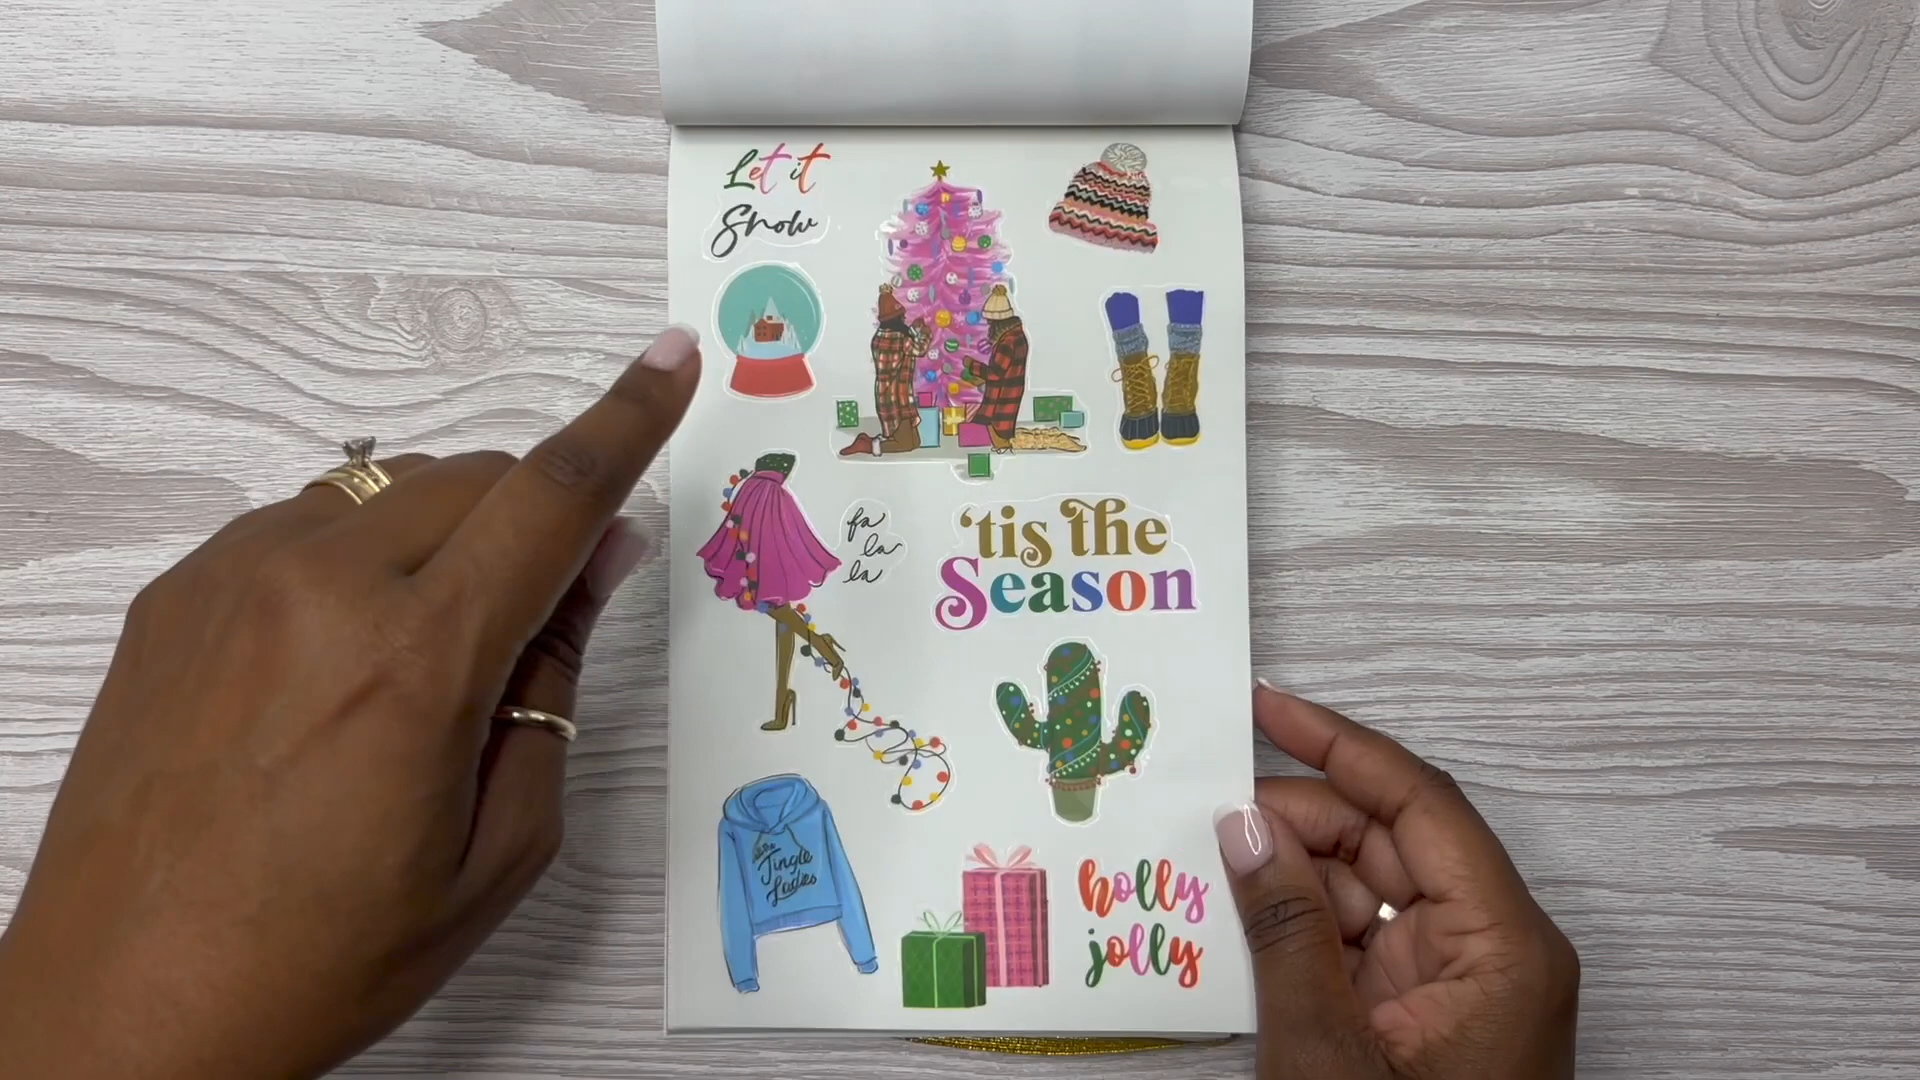 Let it
Snow
fa
la
la
'tis the
Season
Jingle
Ladies
holly
jolly